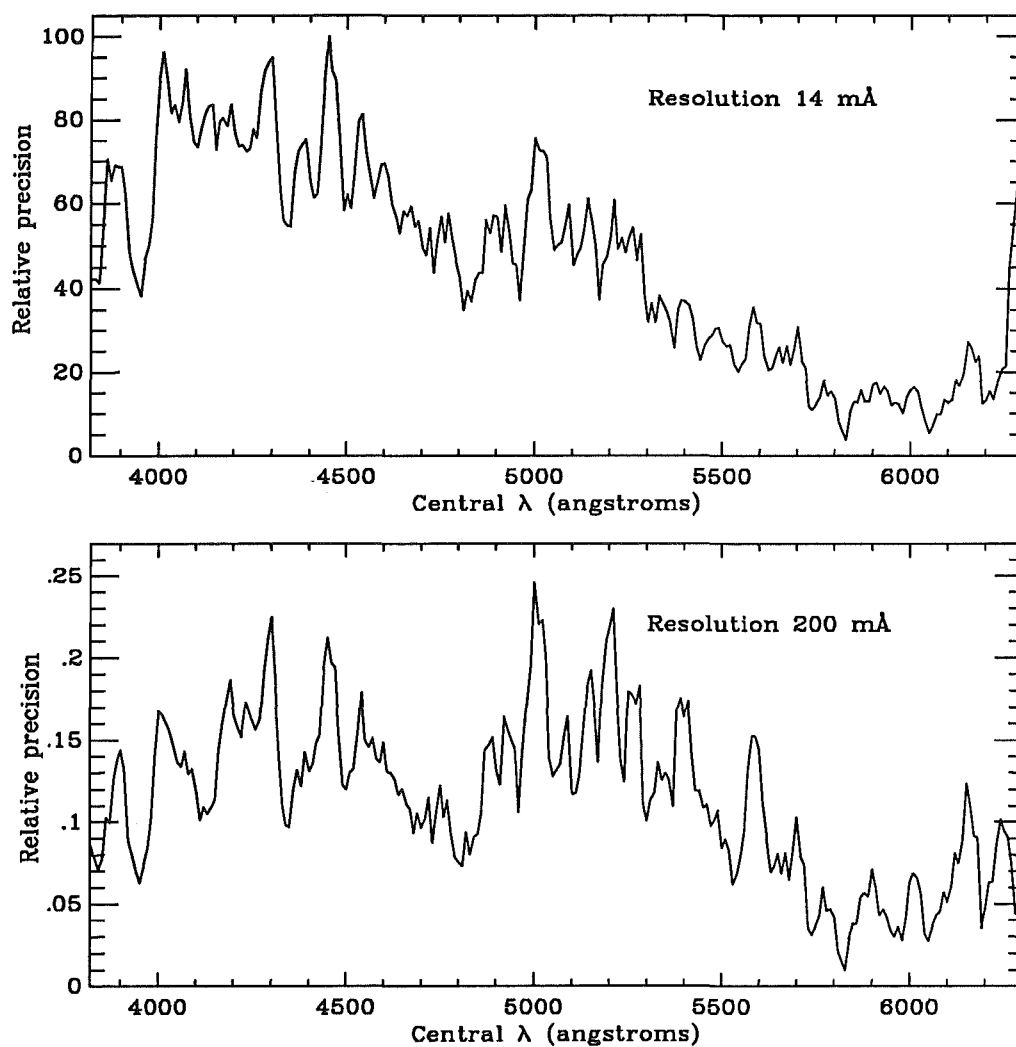 100
80
60
40
20
0
Relative precision
Resolution 14 mÅ
4000 4500 5000 5500 6000
Central λ (angstroms)
.25
.2
.15
.1
.05
0
Relative precision
Resolution 200 mÅ
4000 4500 5000 5500 6000
Central λ (angstroms)